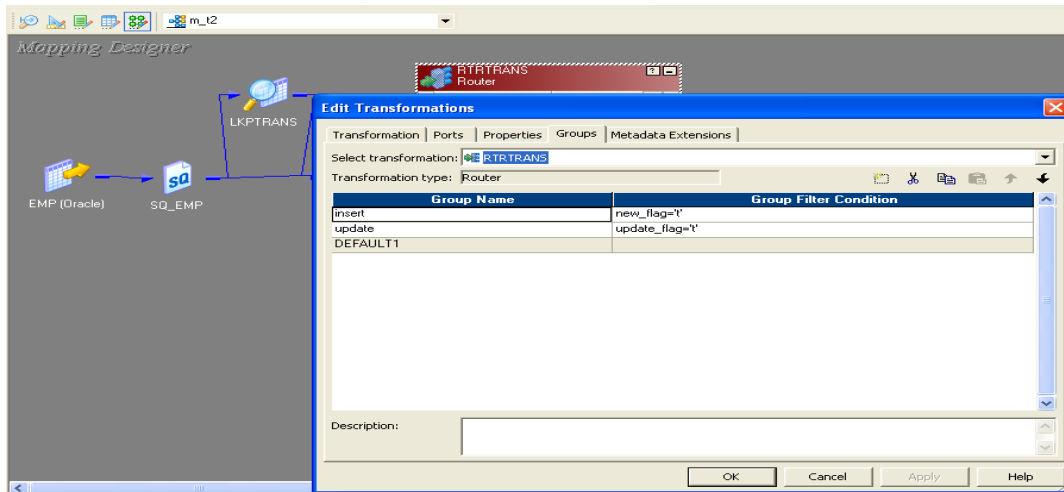 m_t2
Mapping Designer
RTRTRANS
Router
LKPTRANS
EMP (Oracle)
SQ_EMP
Edit Transformations
Transformation Ports Properties Groups Metadata Extensions
Select transformation: RTRTRANS
Transformation type: Router
Group Name Group Filter Condition
insert new_flag='t'
update update_flag='t'
DEFAULT1
Description:
OK Cancel Apply Help